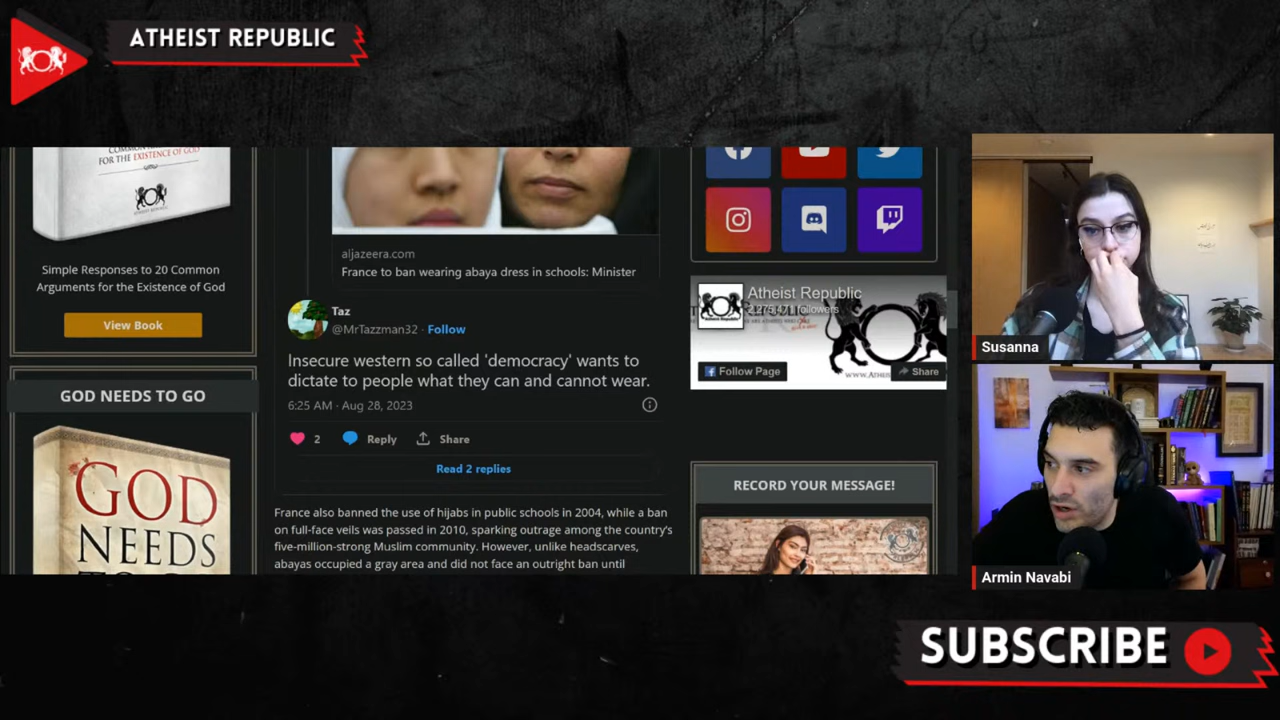 ATHEIST REPUBLIC
FOR THE EXISTENCE OF GOD
Simple Responses to 20 Common
Arguments for the Existence of God
View Book
GOD NEEDS TO GO
GOD
NEEDS
aljazeera.com
France to ban wearing abaya dress in schools: Minister
Taz
@MrTazzman32 · Follow
Insecure western so called 'democracy' wants to
dictate to people what they can and cannot wear.
6:25 AM · Aug 28, 2023
2
Reply
Share
Read 2 replies
France also banned the use of hijabs in public schools in 2004, while a ban
on full-face veils was passed in 2010, sparking outrage among the country's
five-million-strong Muslim community. However, unlike headscarves,
abayas occupied a gray area and did not face an outright ban until
Atheist Republic
2,275,471 followers
Follow Page
Share
RECORD YOUR MESSAGE!
Susanna
Armin Navabi
SUBSCRIBE